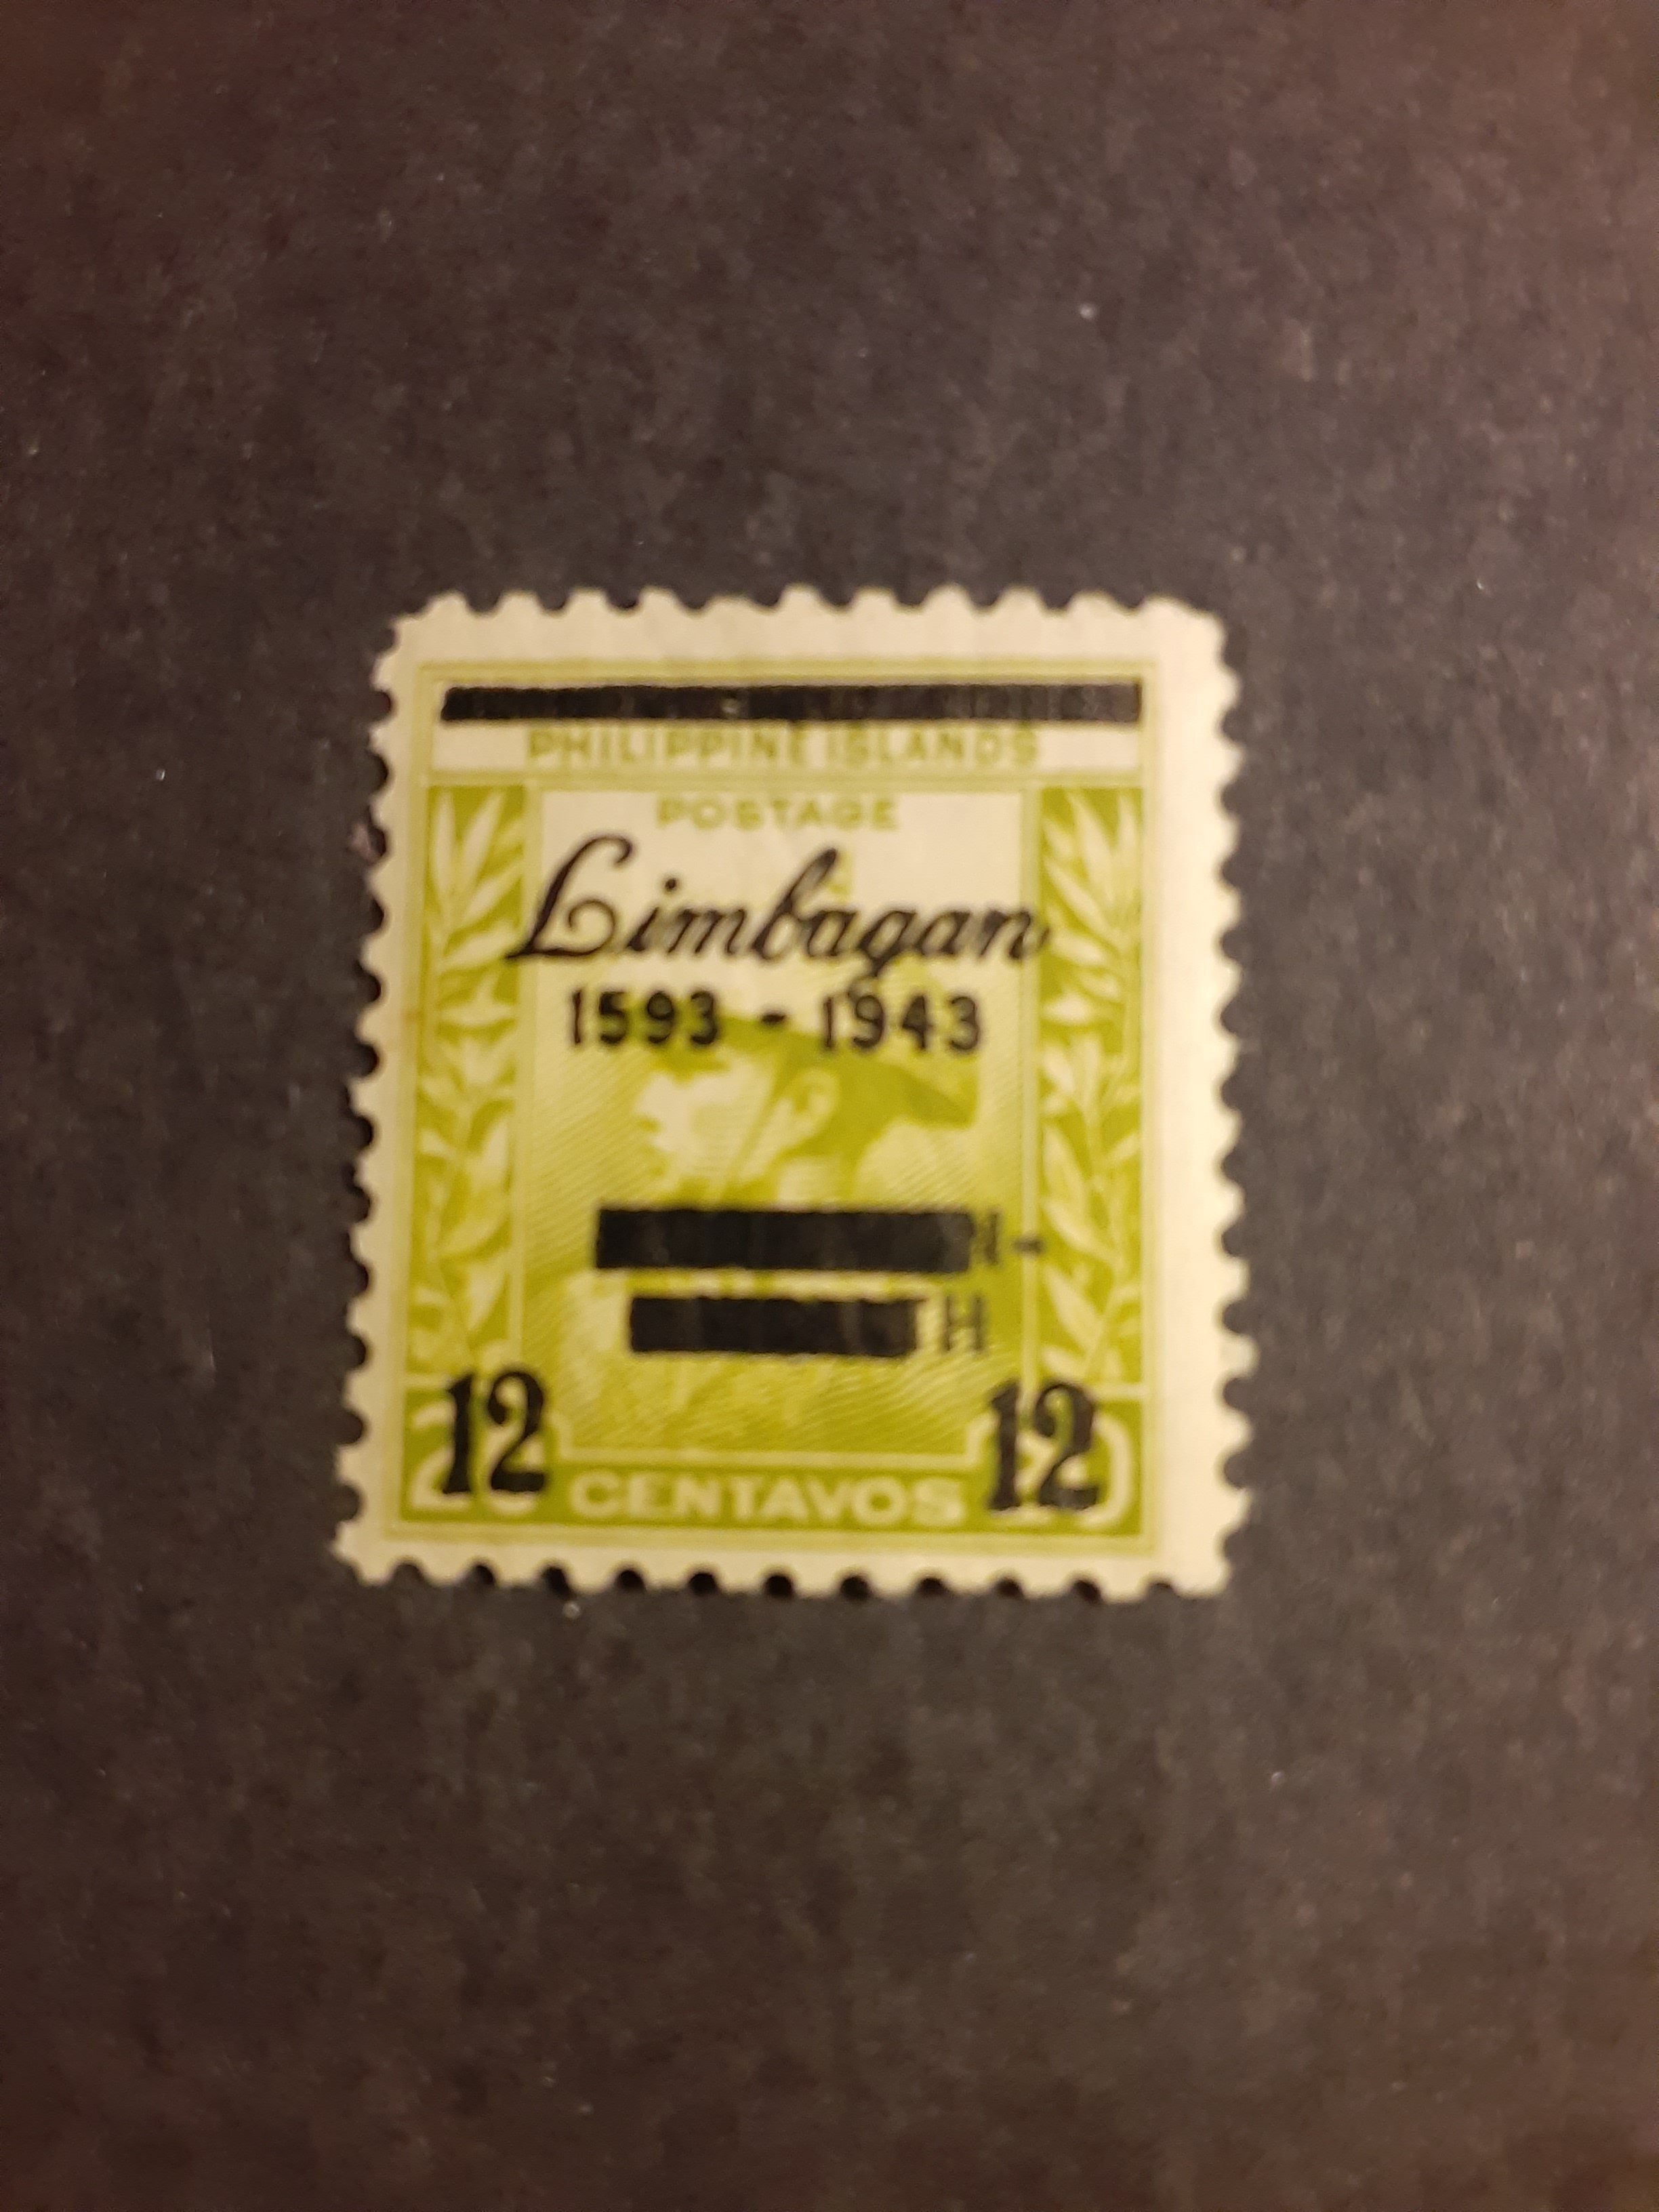 PHILIPPINE ISLANDS
POSTAGE
Limbagan
1593 - 1943
N-
H
12 CENTAVOS 12